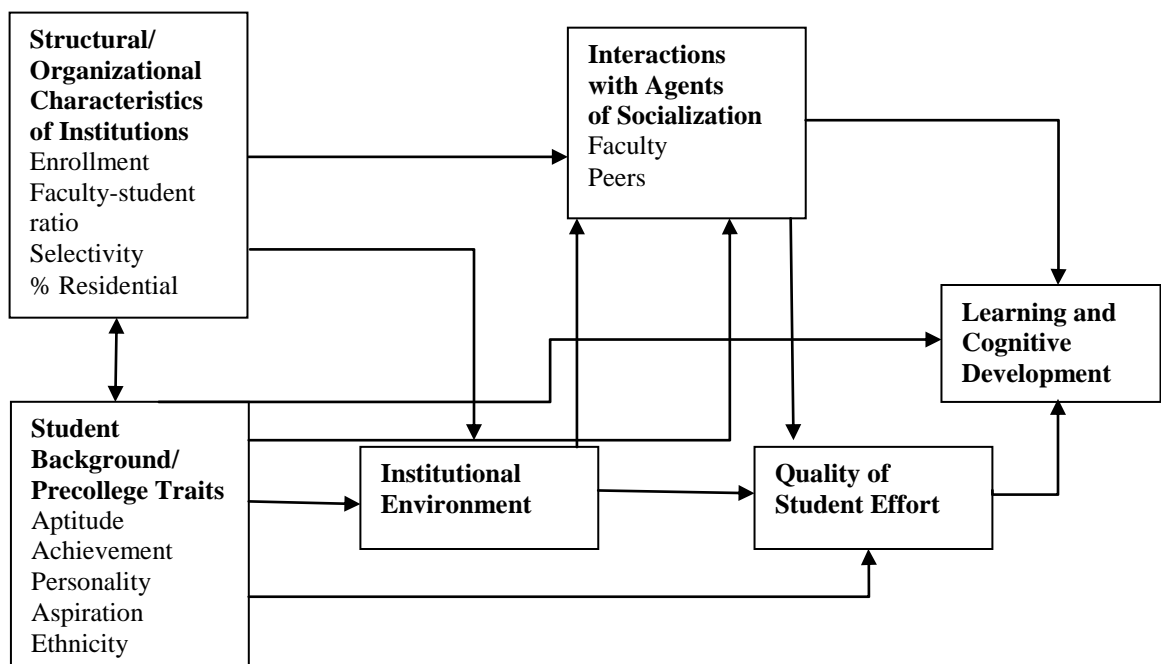 Structural/
Organizational
Characteristics
of Institutions
Enrollment
Faculty-student
ratio
Selectivity
% Residential
Interactions
with Agents
of Socialization
Faculty
Peers
Learning and
Cognitive
Development
Student
Background/
Precollege Traits
Aptitude
Achievement
Personality
Aspiration
Ethnicity
Institutional
Environment
Quality of
Student Effort